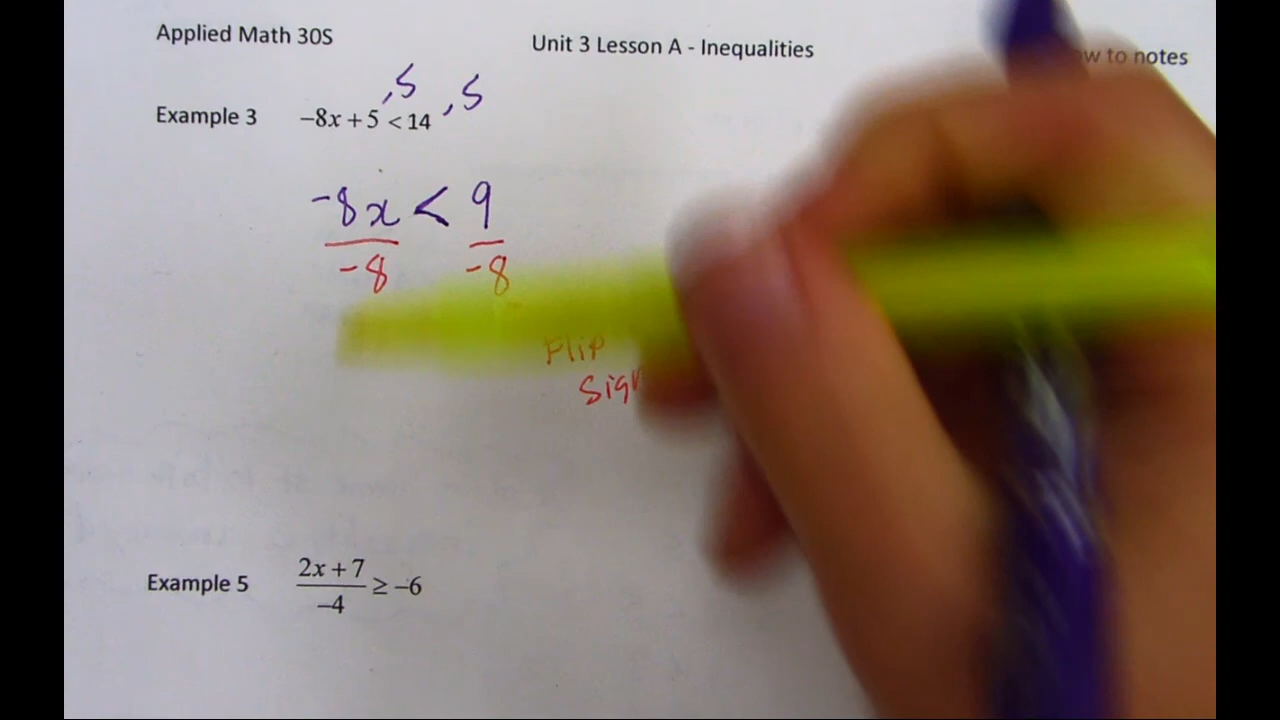 Applied Math 30S
Unit 3 Lesson A - Inequalities
to notes
,5 ,5
Example 3 −8x + 5 < 14
-8x < 9
-8 -8
Flip
Example 5 2x + 7
≥ −6
−4